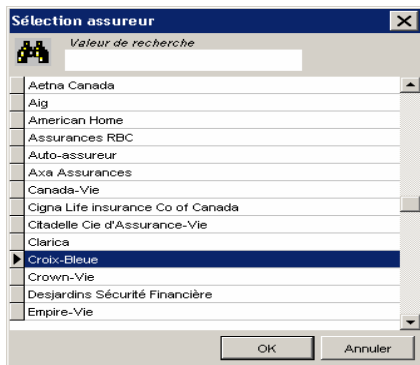 Sélection assureur
Valeur de recherche
Aetna Canada
Aig
American Home
Assurances RBC
Auto-assureur
Axa Assurances
Canada-Vie
Cigna Life insurance Co of Canada
Citadelle Cie d'Assurance-Vie
Clarica
Croix-Bleue
Crown-Vie
Desjardins Sécurité Financière
Empire-Vie
OK Annuler